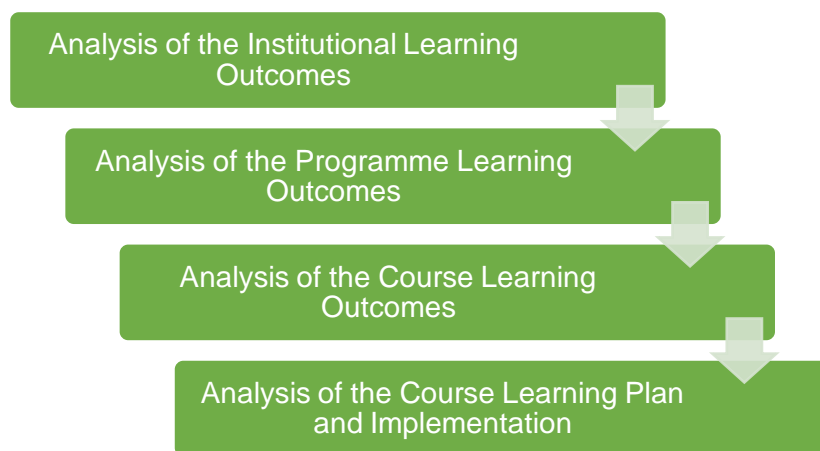 Analysis of the Institutional Learning
Outcomes
Analysis of the Programme Learning
Outcomes
Analysis of the Course Learning
Outcomes
Analysis of the Course Learning Plan
and Implementation